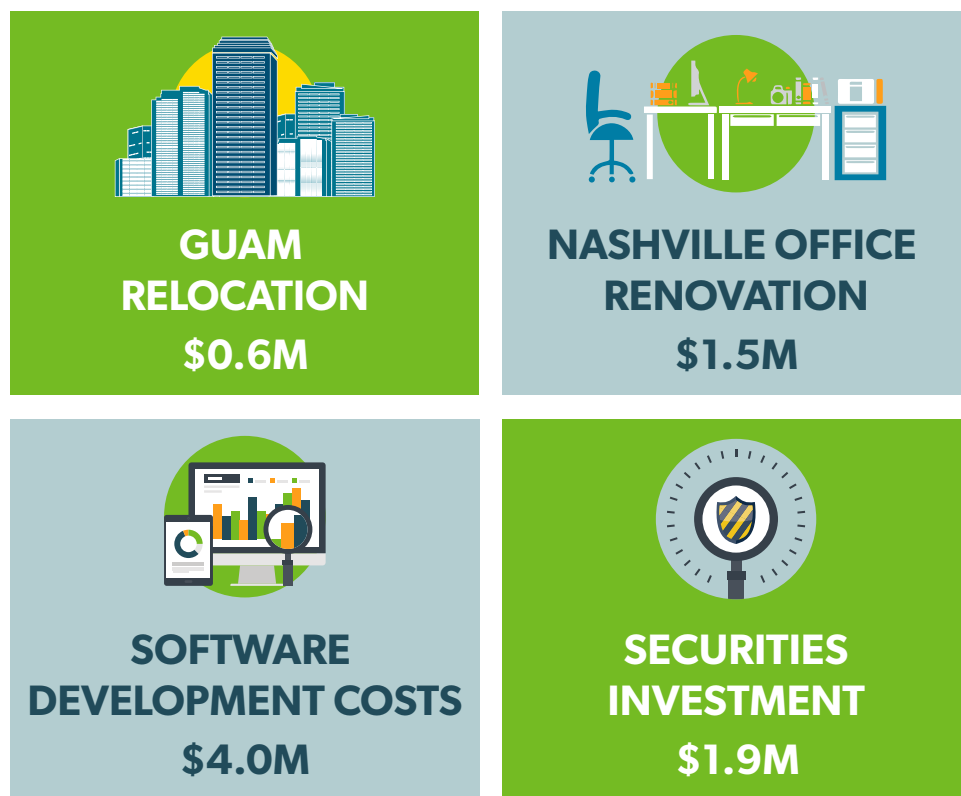 GUAM
RELOCATION
$0.6M
NASHVILLE OFFICE
RENOVATION
$1.5M
SOFTWARE
DEVELOPMENT COSTS
$4.0M
SECURITIES
INVESTMENT
$1.9M